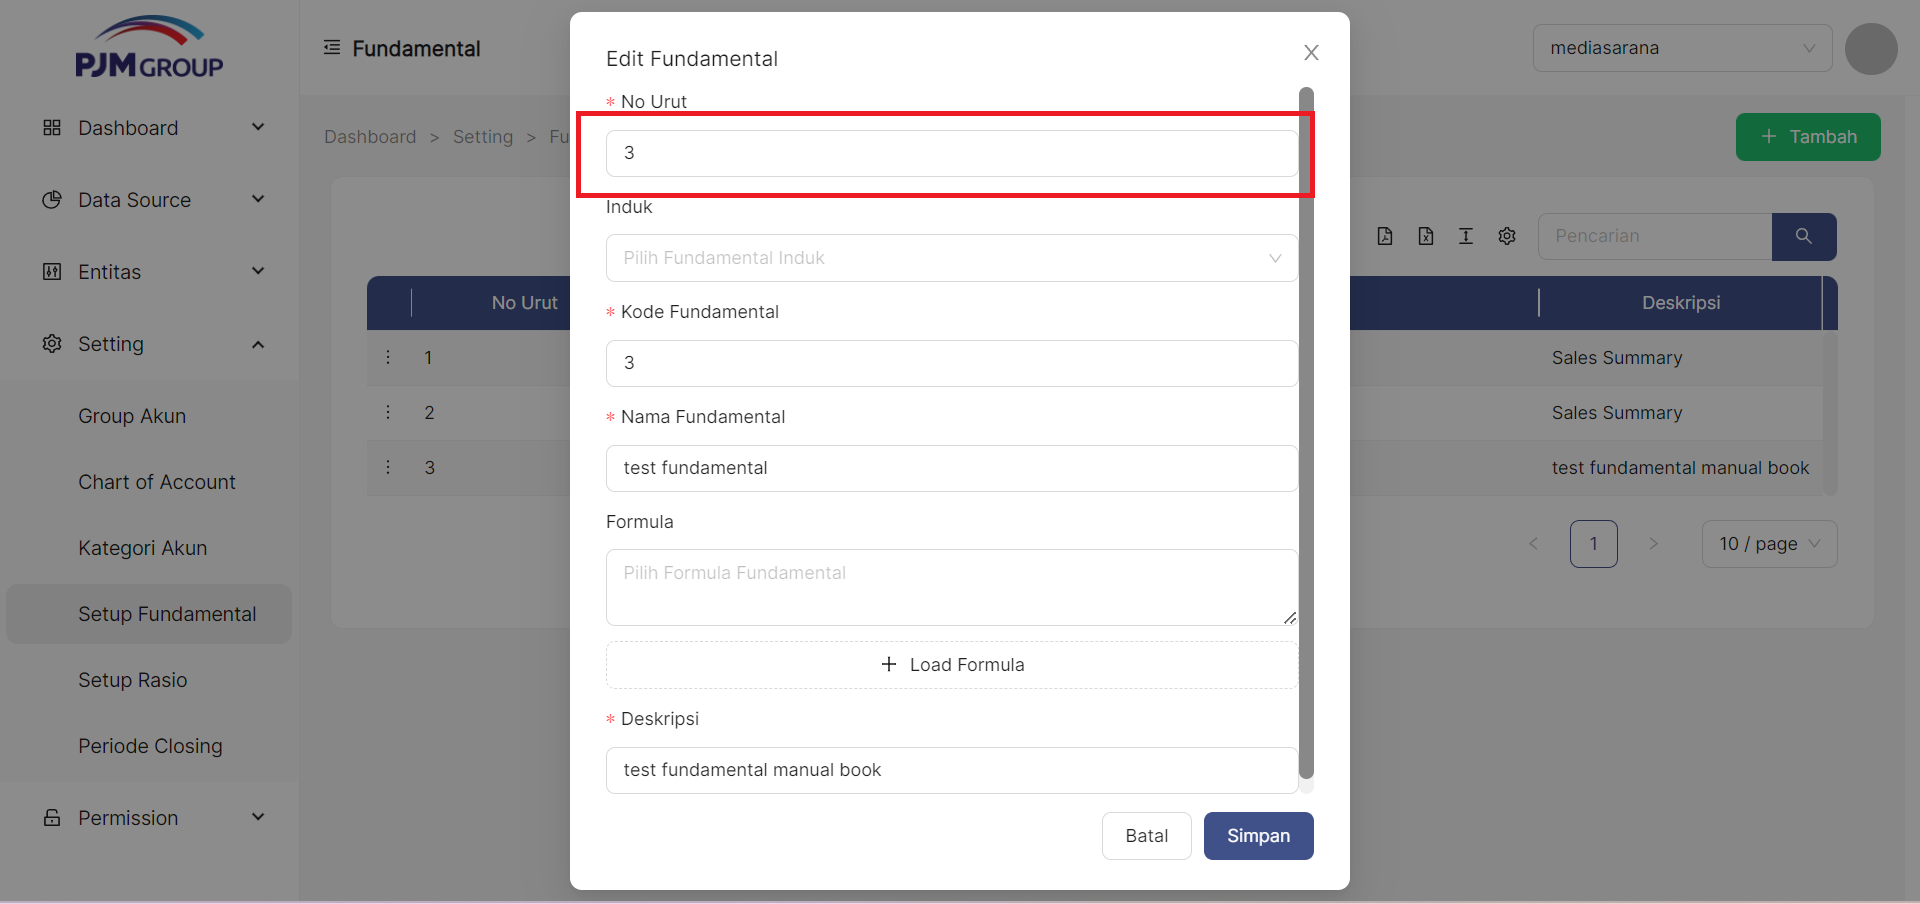 PJM GROUP
Dashboard
Data Source
Entitas
Setting
Group Akun
Chart of Account
Kategori Akun
Setup Fundamental
Setup Rasio
Periode Closing
Permission
Fundamental
mediasarana
Dashboard > Setting > Fu
+ Tambah
Pencarian
No Urut
Deskripsi
1
Sales Summary
2
Sales Summary
3
test fundamental manual book
< 1 > 10 / page
Edit Fundamental
* No Urut
3
Induk
Pilih Fundamental Induk
* Kode Fundamental
3
* Nama Fundamental
test fundamental
Formula
Pilih Formula Fundamental
+ Load Formula
* Deskripsi
test fundamental manual book
Batal
Simpan